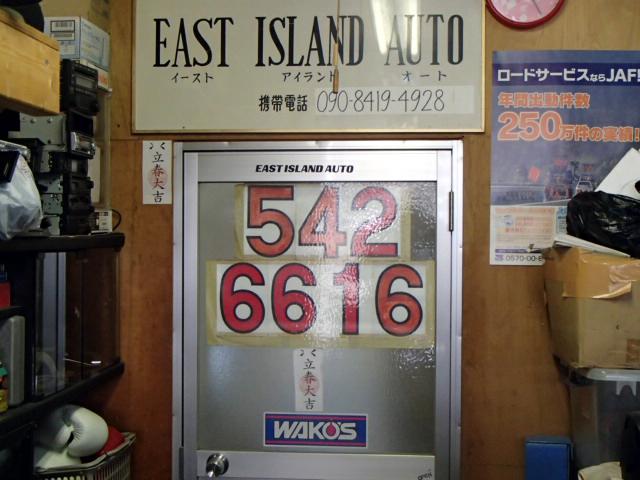 EAST ISLAND AUTO
イースト アイランド オート
携帯電話 090-8419-4928
ロードサービスならJAF!
年間出動件数
250万件の実績!
立春大吉
EAST ISLAND AUTO
542
6616
立春大吉
WAKO'S
OPEN